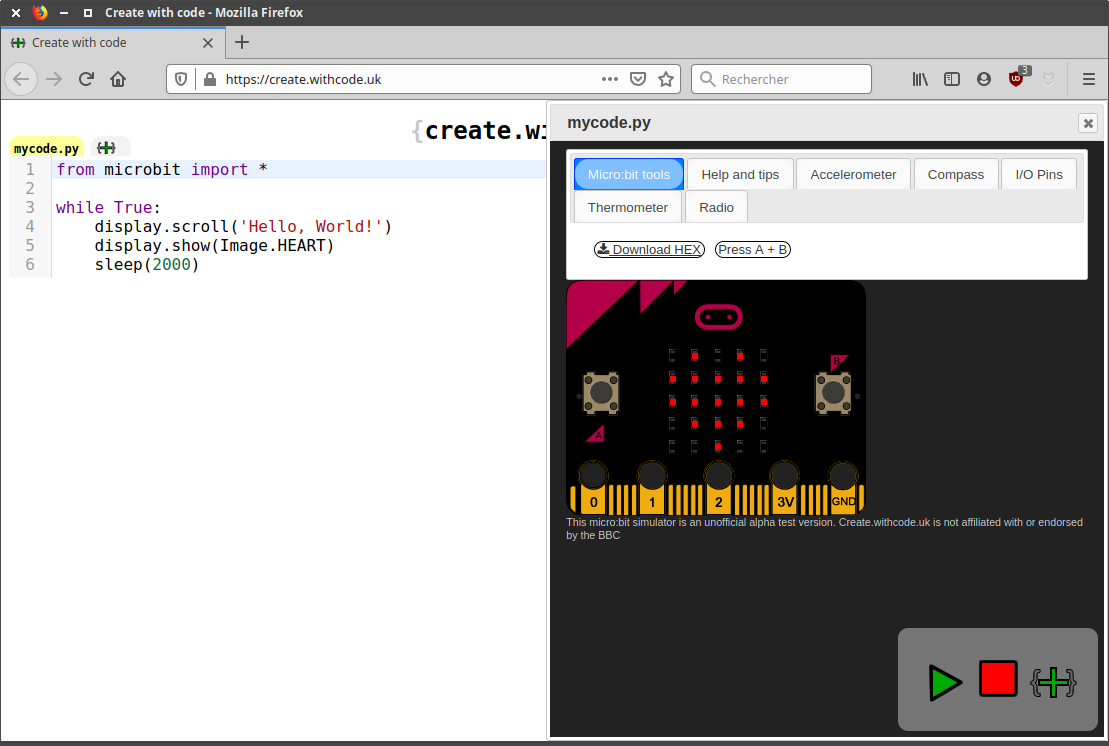 Create with code - Mozilla Firefox
Create with code
https://create.withcode.uk
Rechercher
3
{create.wi
mycode.py
1 from microbit import *
2
3 while True:
4     display.scroll('Hello, World!')
5     display.show(Image.HEART)
6     sleep(2000)
mycode.py
Micro:bit tools Help and tips Accelerometer Compass I/O Pins
Thermometer Radio
Download HEX Press A + B
B
A
0 1 2 3V GND
This micro:bit simulator is an unofficial alpha test version. Create.withcode.uk is not affiliated with or endorsed
by the BBC